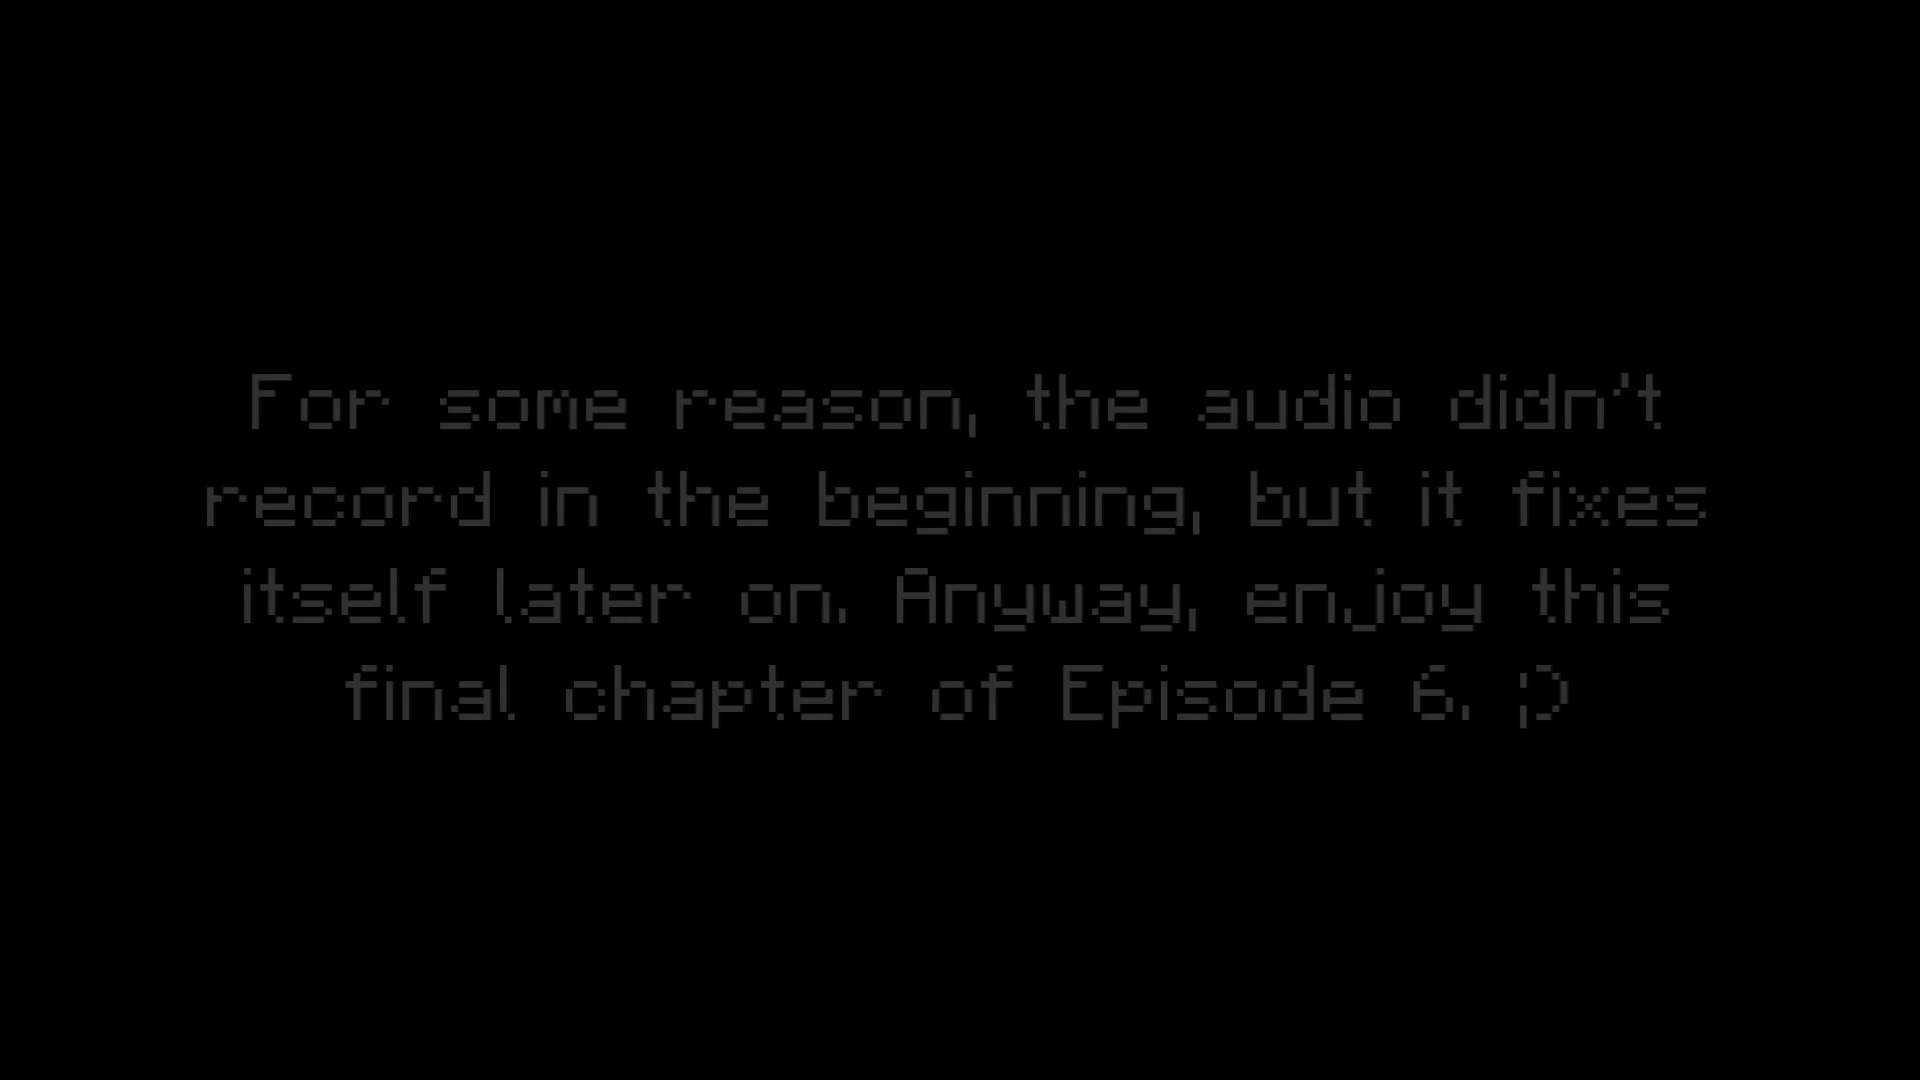 For some reason, the audio didn't
record in the beginning, but it fixes
itself later on. Anyway, enjoy this
final chapter of Episode 6. ;)